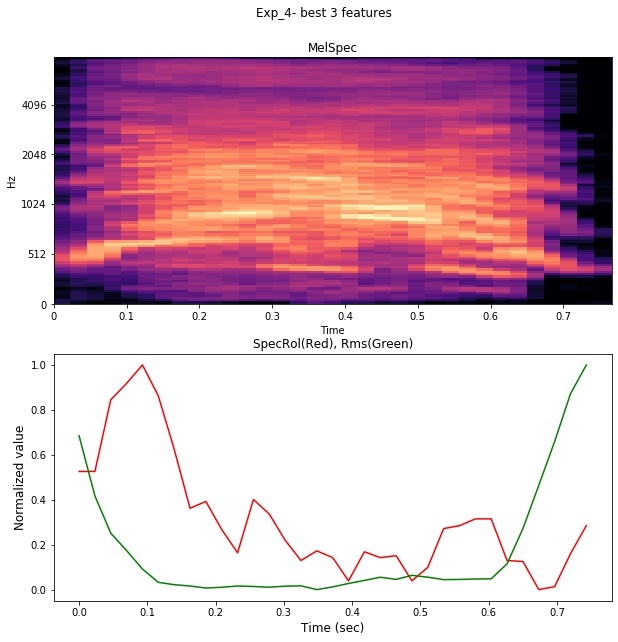 Exp_4- best 3 features
MelSpec
Hz
4096
2048
1024
512
0
0 0.1 0.2 0.3 0.4 0.5 0.6 0.7
Time
SpecRol(Red), Rms(Green)
Normalized value
1.0
0.8
0.6
0.4
0.2
0.0
0.0 0.1 0.2 0.3 0.4 0.5 0.6 0.7
Time (sec)